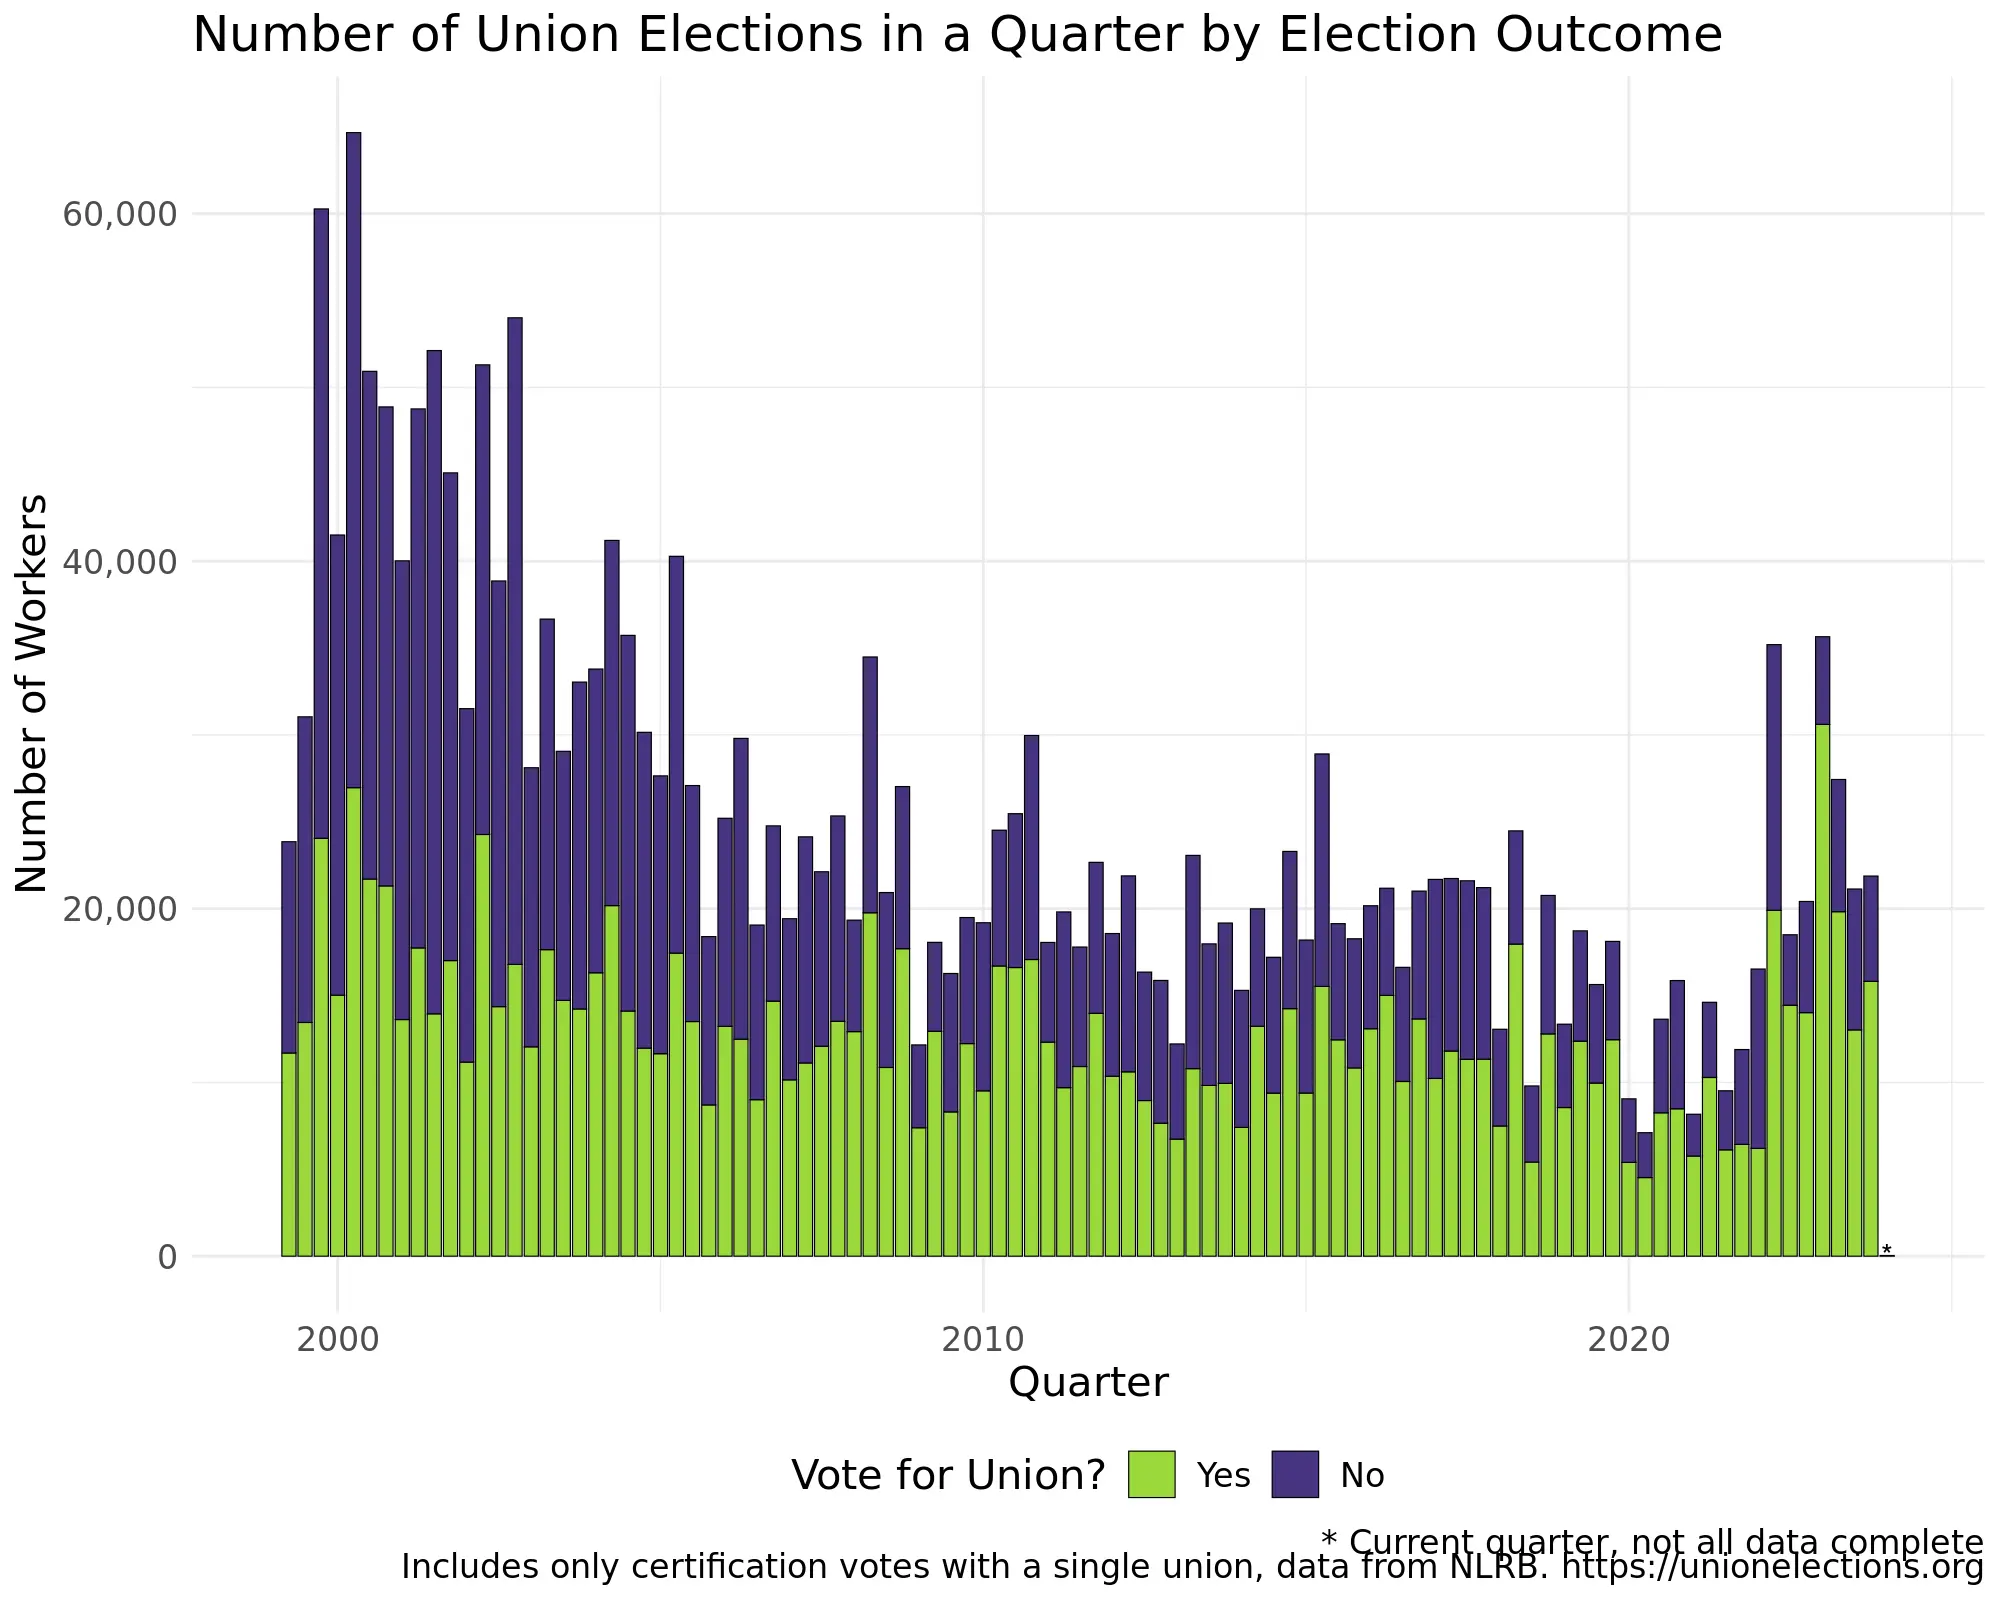 Number of Union Elections in a Quarter by Election Outcome
Number of Workers
60,000
40,000
20,000
0
*
2000
2010
2020
Quarter
Vote for Union?
Yes
No
* Current quarter, not all data complete
Includes only certification votes with a single union, data from NLRB. https://unionelections.org